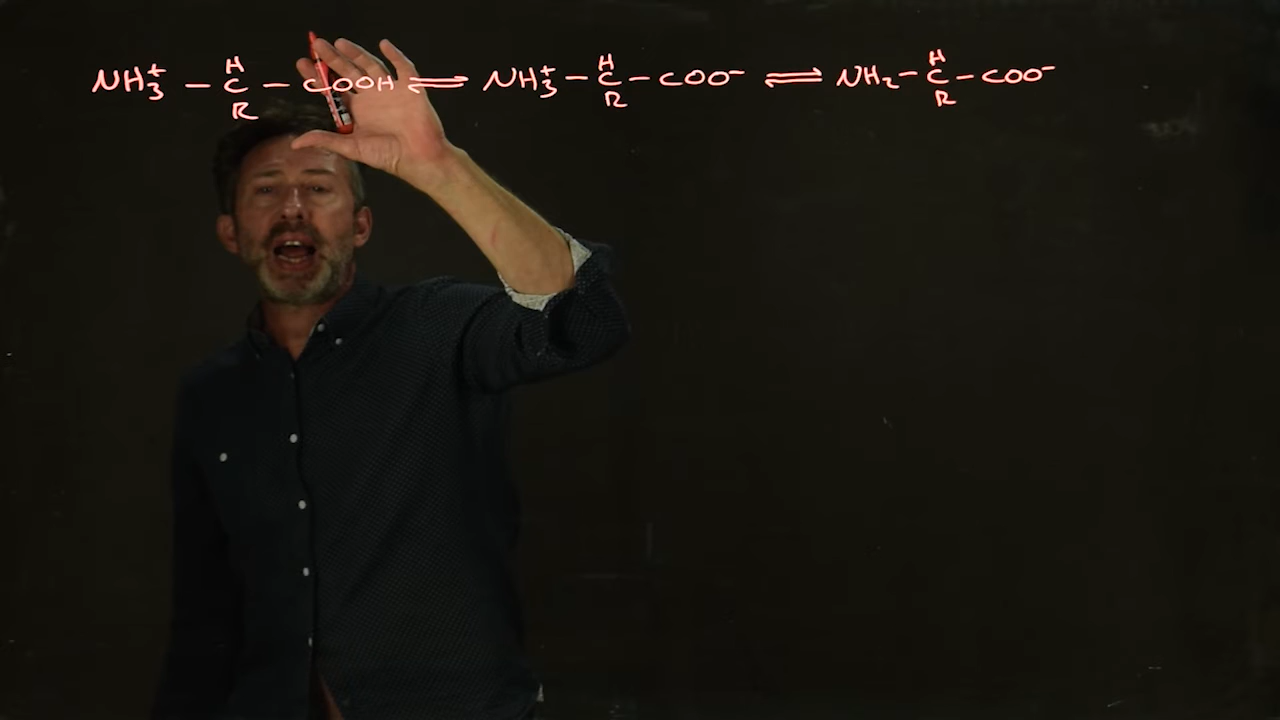 NH₃⁺ – C – COOH ⇌ NH₃⁺ – C – COO⁻ ⇌ NH₂ – C – COO⁻
H H H
R R R